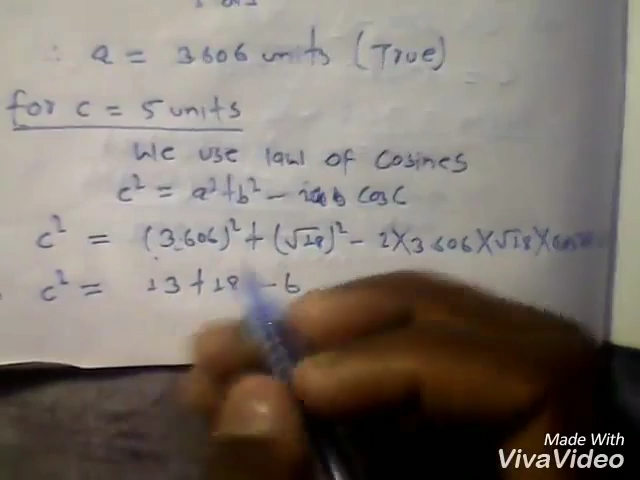 ∴ a = 3.606 units (True)
for c = 5 units
We use law of cosines
c² = a²+b² - 2ab cosC
c² = (3.606)² + (√18)² - 2×3.606×√18×cos
c² = 13 + 18 - 6
Made With
VivaVideo